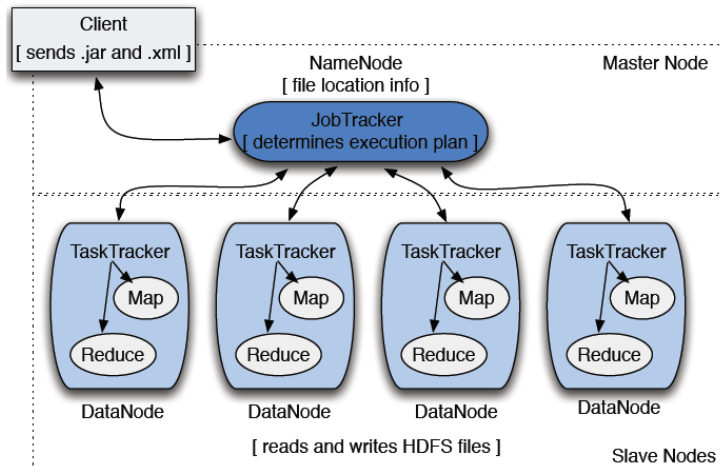 Client
[ sends .jar and .xml ]
NameNode
[ file location info ]
Master Node
JobTracker
[ determines execution plan ]
TaskTracker
Map
Reduce
DataNode
TaskTracker
Map
Reduce
DataNode
TaskTracker
Map
Reduce
DataNode
TaskTracker
Map
Reduce
DataNode
[ reads and writes HDFS files ]
Slave Nodes